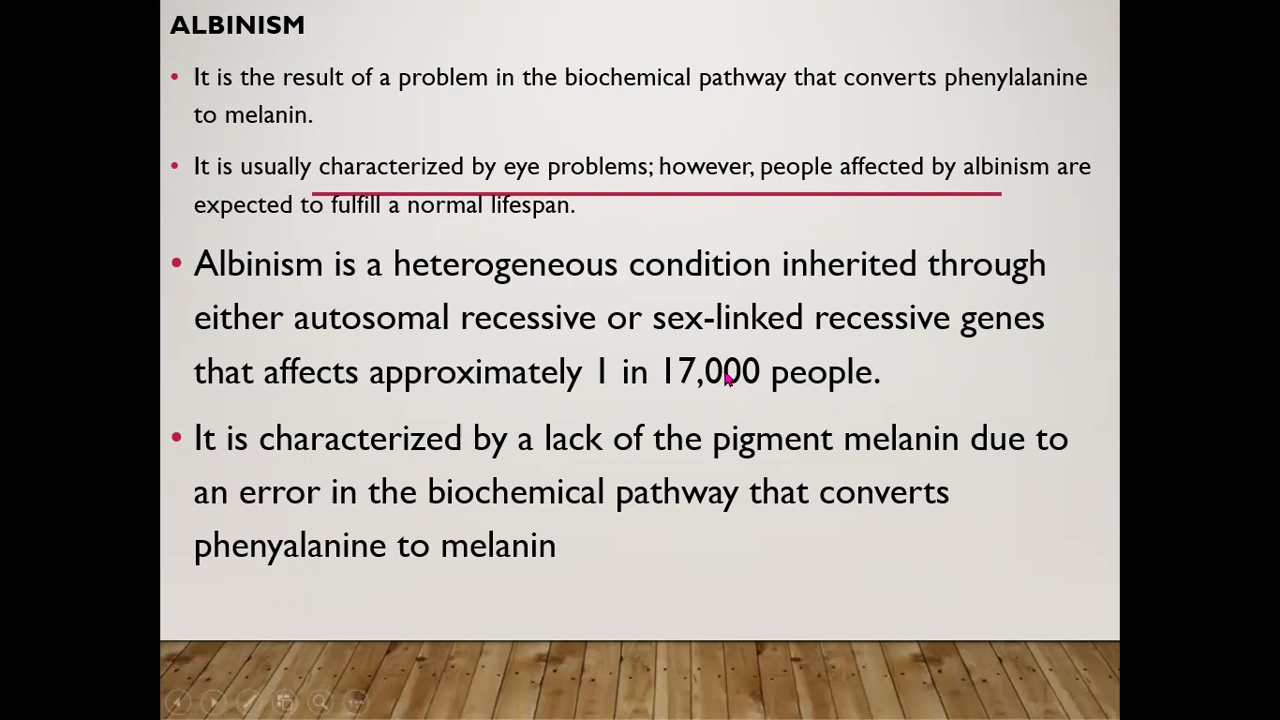 ALBINISM
• It is the result of a problem in the biochemical pathway that converts phenylalanine
to melanin.
• It is usually characterized by eye problems; however, people affected by albinism are
expected to fulfill a normal lifespan.
• Albinism is a heterogeneous condition inherited through
either autosomal recessive or sex-linked recessive genes
that affects approximately 1 in 17,000 people.
• It is characterized by a lack of the pigment melanin due to
an error in the biochemical pathway that converts
phenyalanine to melanin